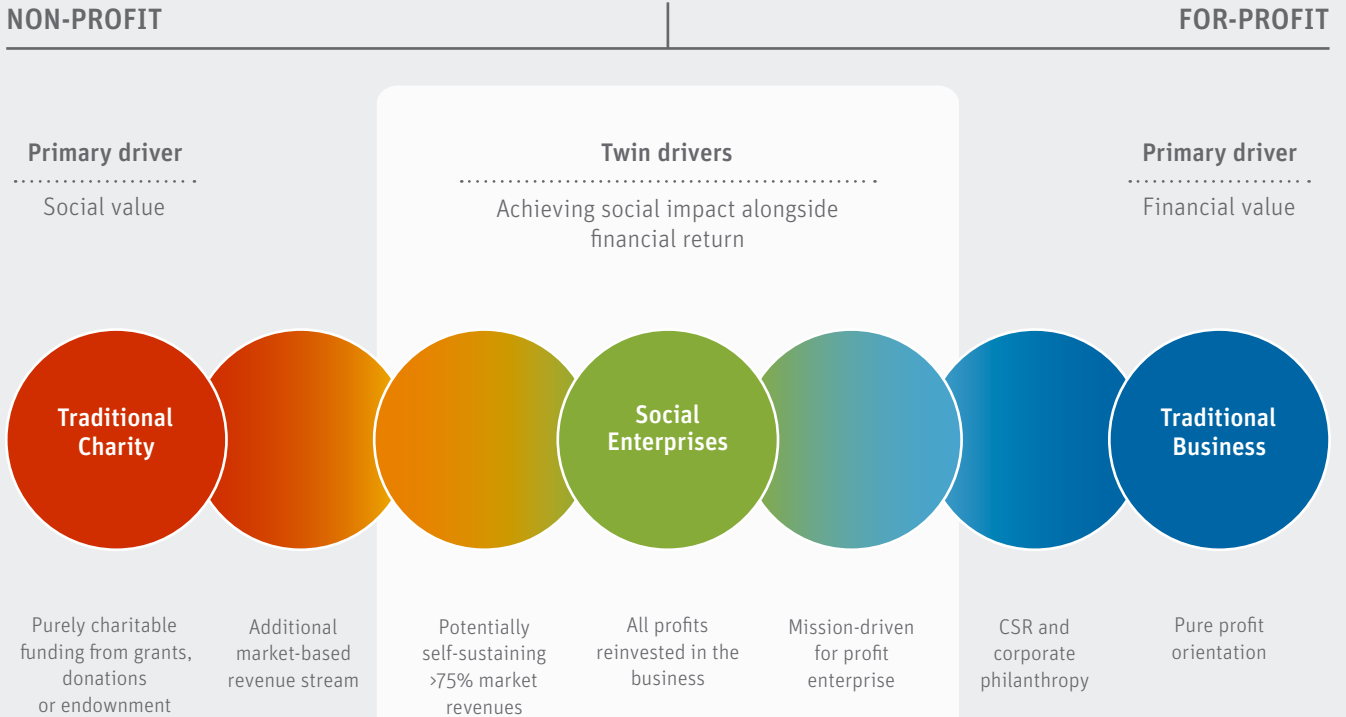 NON-PROFIT
FOR-PROFIT
Primary driver
Social value
Twin drivers
Achieving social impact alongside
financial return
Primary driver
Financial value
Traditional
Charity
Social
Enterprises
Traditional
Business
Purely charitable
funding from grants,
donations
or endownment
Additional
market-based
revenue stream
Potentially
self-sustaining
>75% market
revenues
All profits
reinvested in the
business
Mission-driven
for profit
enterprise
CSR and
corporate
philanthropy
Pure profit
orientation